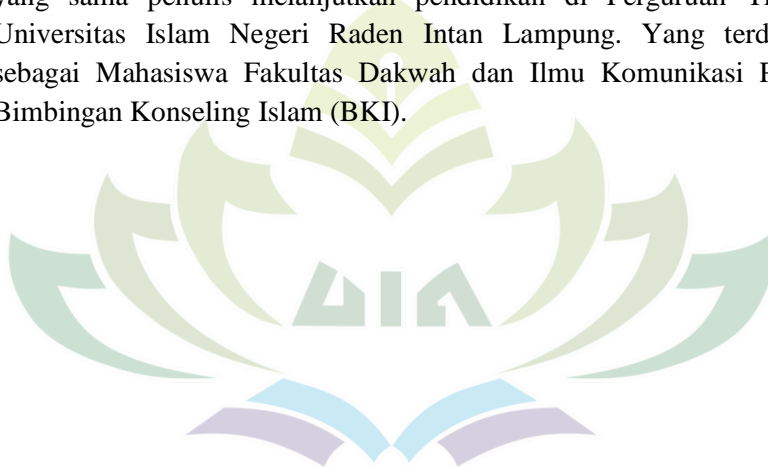 yang sama penulis melanjutkan pendidikan di Perguruan
Universitas Islam Negeri Raden Intan Lampung. Yang
sebagai Mahasiswa Fakultas Dakwah dan Ilmu Komunikasi
Bimbingan Konseling Islam (BKI).
UIN